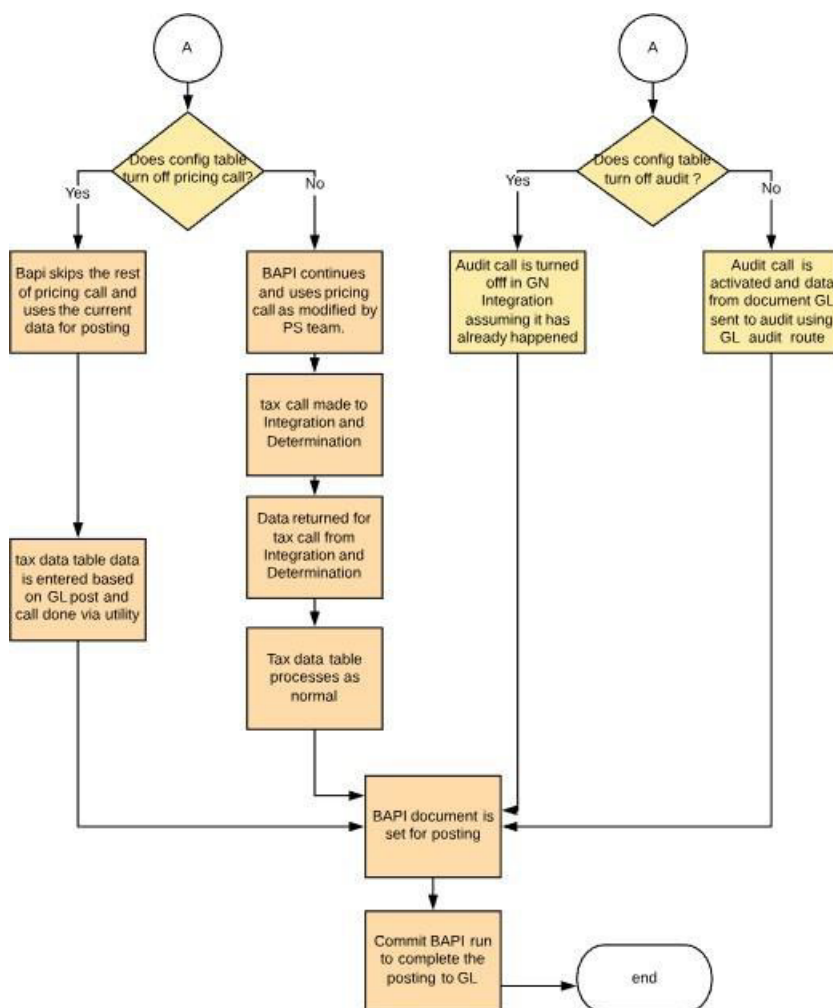 A
A
Does config table
turn off pricing call?
Does config table
turn off audit ?
Yes
No
Yes
No
Bapi skips the rest
of pricing call and
uses the current
data for posting
BAPI continues
and uses pricing
call as modified by
PS team.
Audit call is turned
offf in GN
Integration
assuming it has
already happened
Audit call is
activated and data
from document GL
sent to audit using
GL audit route
tax call made to
Integration and
Determination
Data returned for
tax call from
Integration and
Determination
tax data table data
is entered based
on GL post and
call done via utility
Tax data table
processes as
normal
BAPI document is
set for posting
Commit BAPI run
to complete the
posting to GL
end